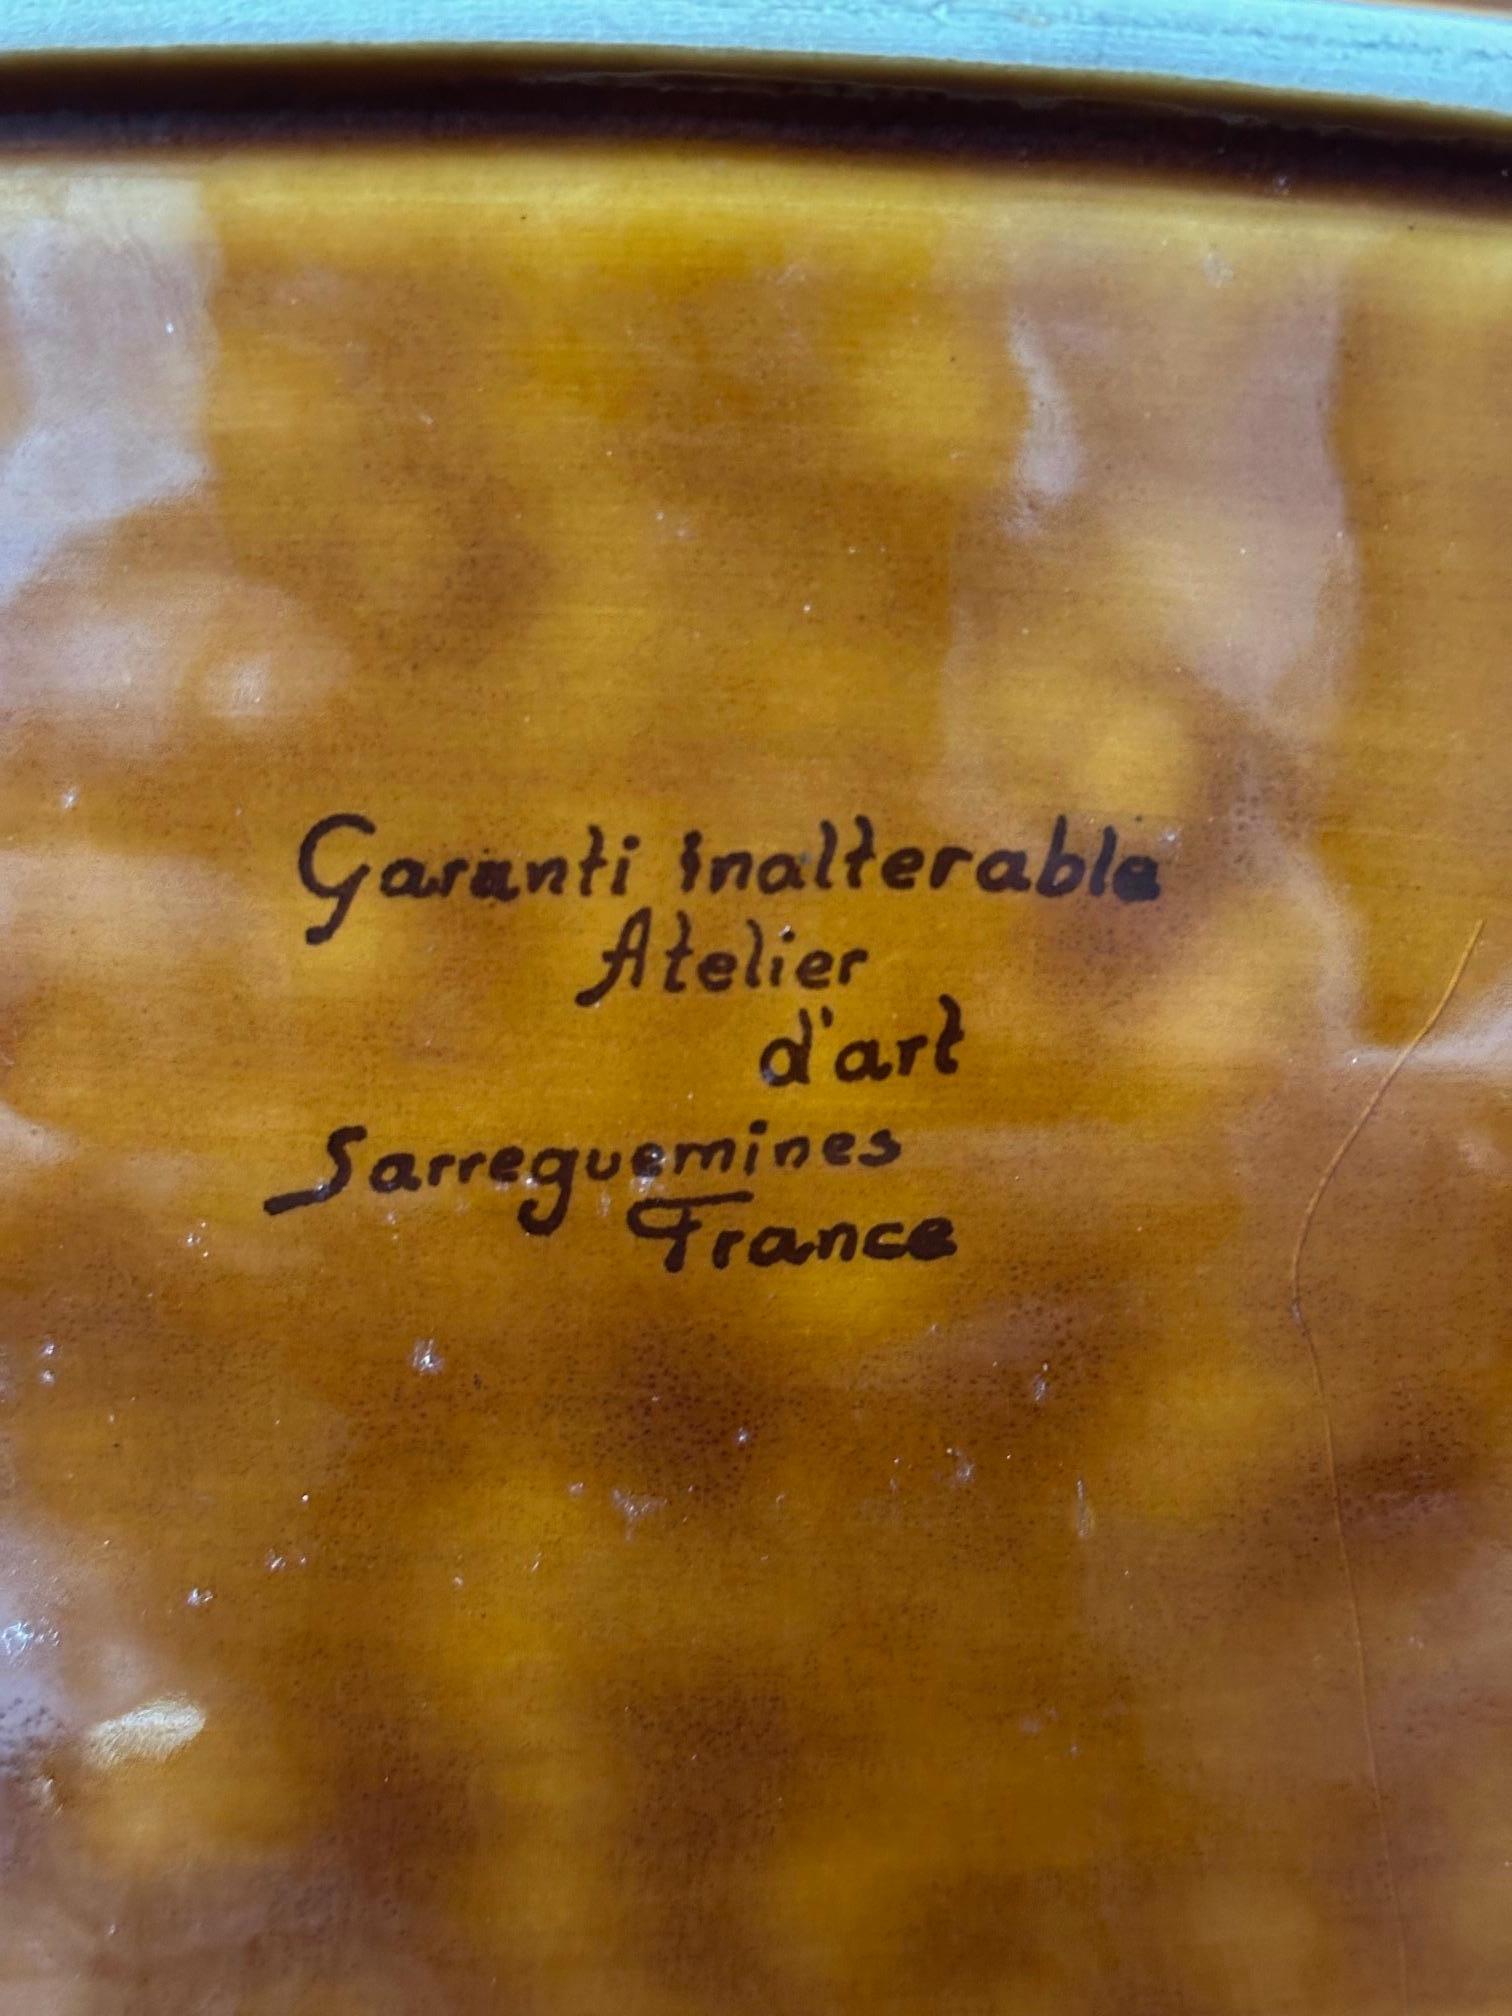 Garanti inalterable
Atelier
d'art
Sarreguemines
France